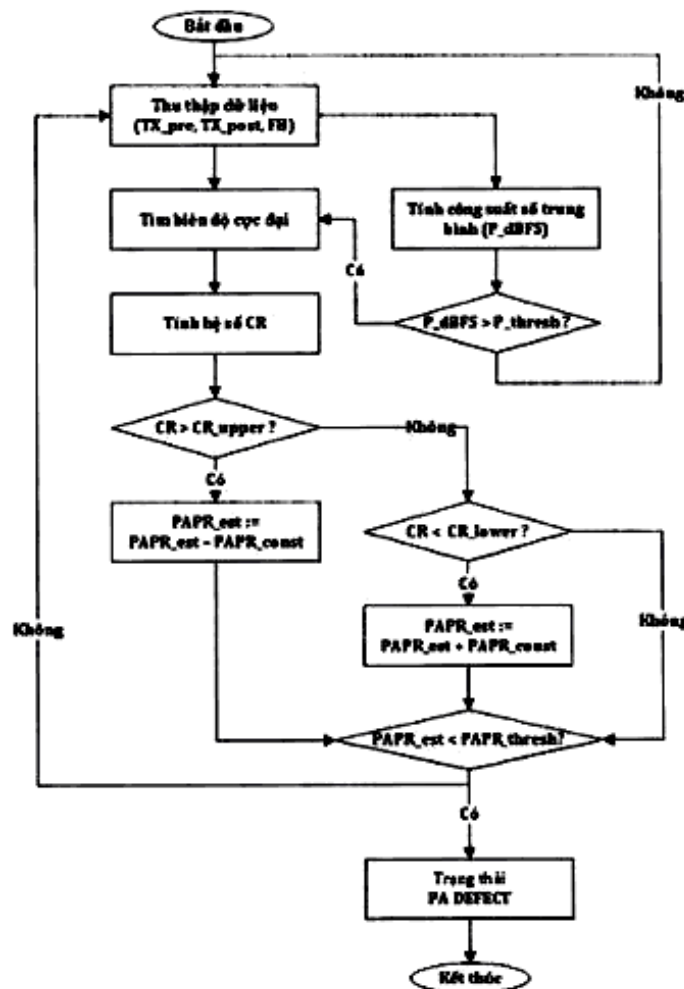 Bắt đầu
Không
Thu thập dữ liệu
(TX_pre, TX_post, FB)
Tìm biên độ cực đại
Tính công suất số trung
bình (P_dBFS)
Có
Tính hệ số CR
P_dBFS > P_thresh ?
CR > CR_upper ?
Không
Có
PAPR_est :=
PAPR_est – PAPR_const
CR < CR_lower ?
Có
Không
PAPR_est :=
PAPR_est + PAPR_const
Không
PAPR_est < PAPR_thresh?
Có
Trạng thái
PA DEFECT
Kết thúc